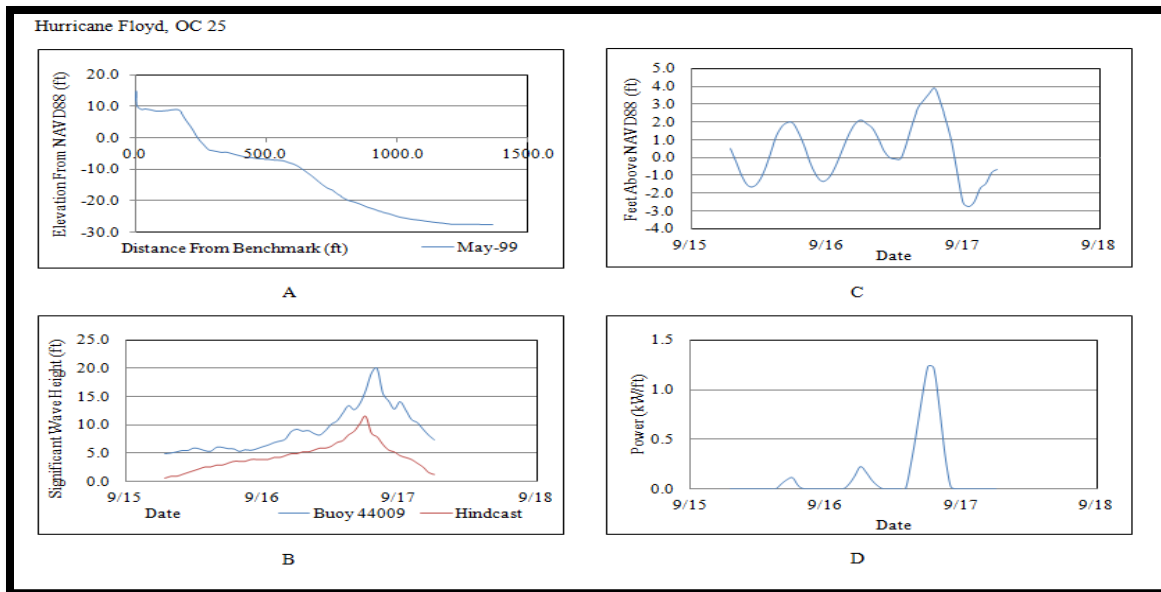 Hurricane Floyd, OC 25
Elevation From NAVD88 (ft)
20.0
10.0
0.0
-10.0
-20.0
-30.0
0.0
500.0
1000.0
1500.0
Distance From Benchmark (ft)
May-99
A
Feet Above NAVD88 (ft)
5.0
4.0
3.0
2.0
1.0
0.0
-1.0
-2.0
-3.0
-4.0
9/15
9/16
9/17
9/18
Date
C
Significant Wave Height (ft)
25.0
20.0
15.0
10.0
5.0
0.0
9/15
9/16
9/17
9/18
Date
Buoy 44009
Hindcast
B
Power (kW/ft)
1.5
1.0
0.5
0.0
9/15
9/16
9/17
9/18
Date
D